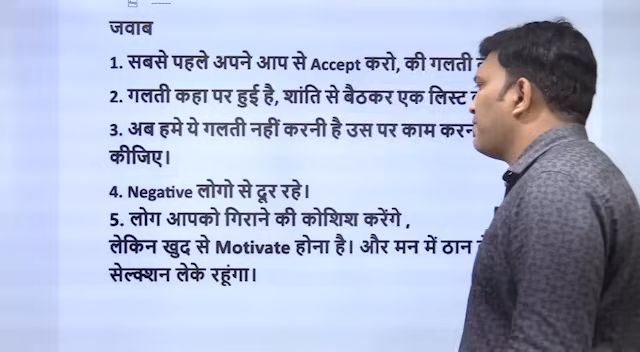 जवाब
1. सबसे पहले अपने आप से Accept करो, की गलती
2. गलती कहा पर हुई है, शांति से बैठकर एक लिस्ट
3. अब हमे ये गलती नहीं करनी है उस पर काम
कीजिए।
4. Negative लोगो से दूर रहे।
5. लोग आपको गिराने की कोशिश करेंगे ,
लेकिन खुद से Motivate होना है। और मन में ठान
सेल्क्शन लेके रहूंगा।